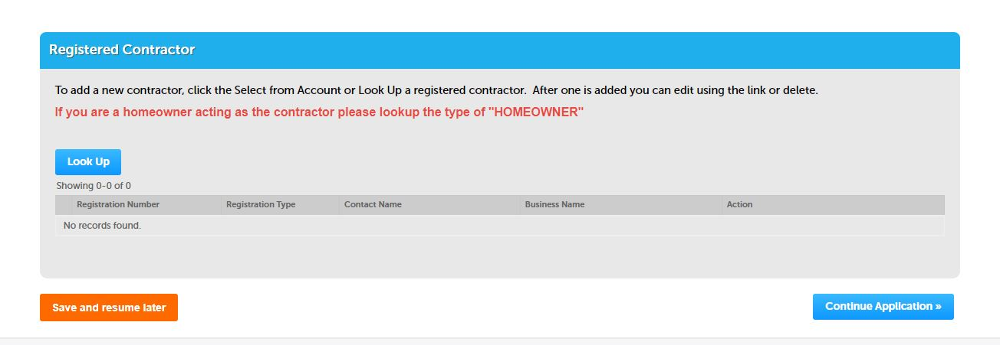 Registered Contractor
To add a new contractor, click the Select from Account or Look Up a registered contractor.  After one is added you can edit using the link or delete.
If you are a homeowner acting as the contractor please lookup the type of "HOMEOWNER"
Look Up
Showing 0-0 of 0
Registration Number Registration Type Contact Name Business Name Action
No records found.
Save and resume later Continue Application »